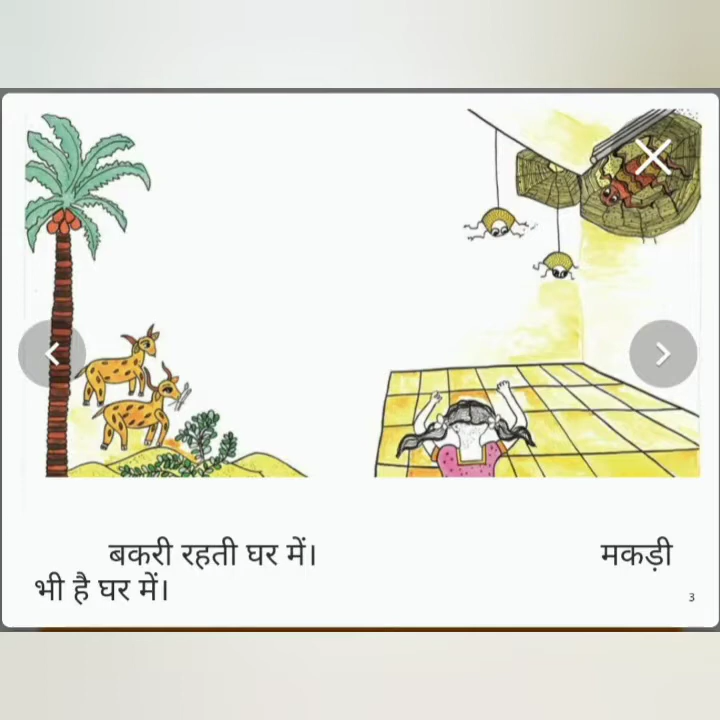 बकरी रहती घर में। मकड़ी
भी है घर में।
3